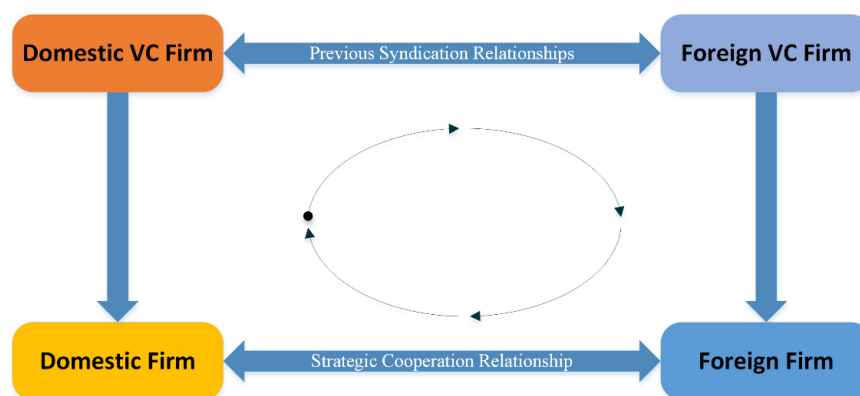 Domestic VC Firm
Previous Syndication Relationships
Foreign VC Firm
Domestic Firm
Strategic Cooperation Relationship
Foreign Firm